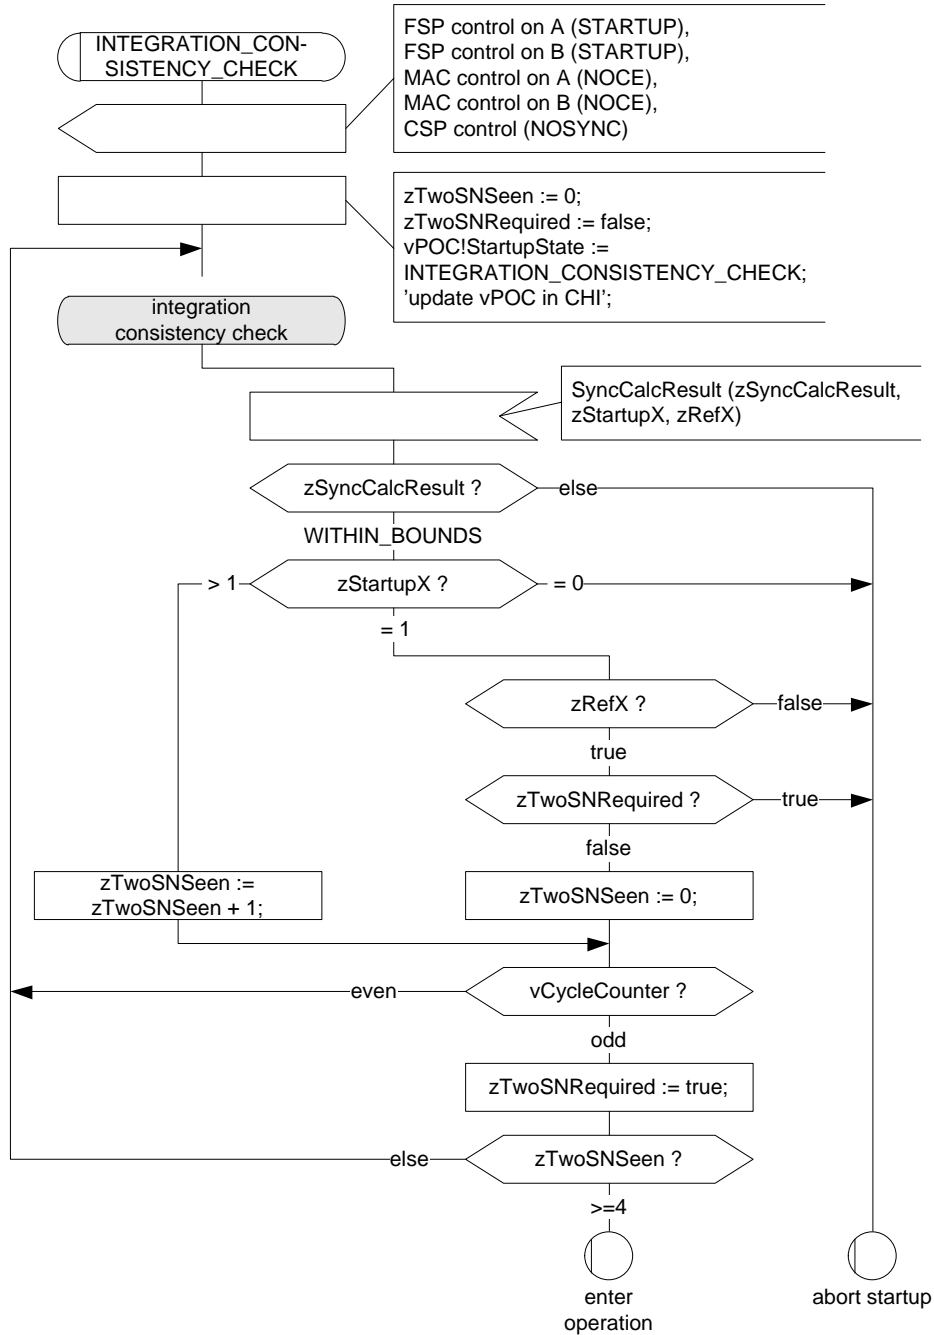 INTEGRATION_CON-
SISTENCY_CHECK
FSP control on A (STARTUP),
FSP control on B (STARTUP),
MAC control on A (NOCE),
MAC control on B (NOCE),
CSP control (NOSYNC)
zTwoSNSeen := 0;
zTwoSNRequired := false;
vPOC!StartupState :=
INTEGRATION_CONSISTENCY_CHECK;
'update vPOC in CHI';
integration
consistency check
SyncCalcResult (zSyncCalcResult,
zStartupX, zRefX)
zSyncCalcResult ?
else
WITHIN_BOUNDS
> 1
zStartupX ?
= 0
= 1
zRefX ?
false
true
zTwoSNRequired ?
true
false
zTwoSNSeen :=
zTwoSNSeen + 1;
zTwoSNSeen := 0;
even
vCycleCounter ?
odd
zTwoSNRequired := true;
else
zTwoSNSeen ?
>=4
enter
operation
abort startup